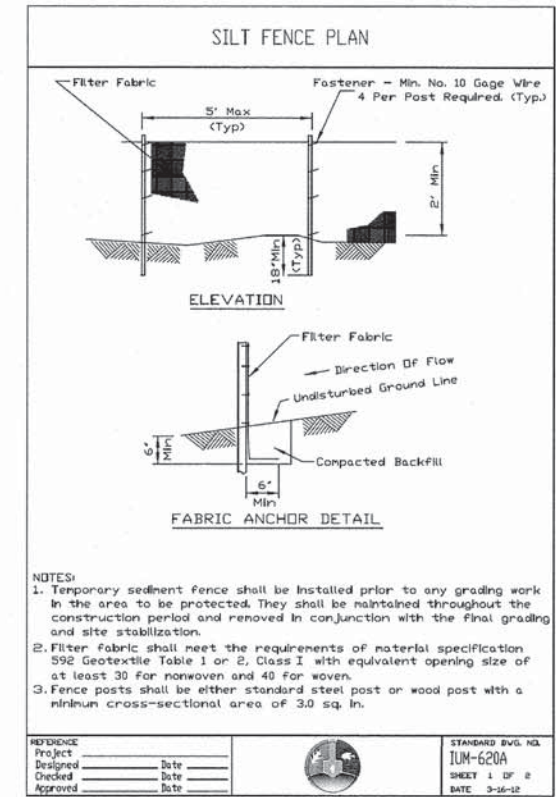 SILT FENCE PLAN
Filter Fabric
Fastener - Min. No. 10 Gage Wire
4 Per Post Required. (Typ.)
5' Max
(Typ)
2' Min
18"Min
(Typ)
ELEVATION
Filter Fabric
Direction Of Flow
Undisturbed Ground Line
6"
Min
Compacted Backfill
6"
Min
FABRIC ANCHOR DETAIL
NOTES:
1. Temporary sediment fence shall be installed prior to any grading work
in the area to be protected. They shall be maintained throughout the
construction period and removed in conjunction with the final grading
and site stabilization.
2. Filter fabric shall meet the requirements of material specification
592 Geotextile Table 1 or 2, Class I with equivalent opening size of
at least 30 for nonwoven and 40 for woven.
3. Fence posts shall be either standard steel post or wood post with a
minimum cross-sectional area of 3.0 sq. in.
REFERENCE
Project
Designed Date
Checked Date
Approved Date
STANDARD DWG. NO.
IUM-620A
SHEET 1 OF 2
DATE 3-16-12